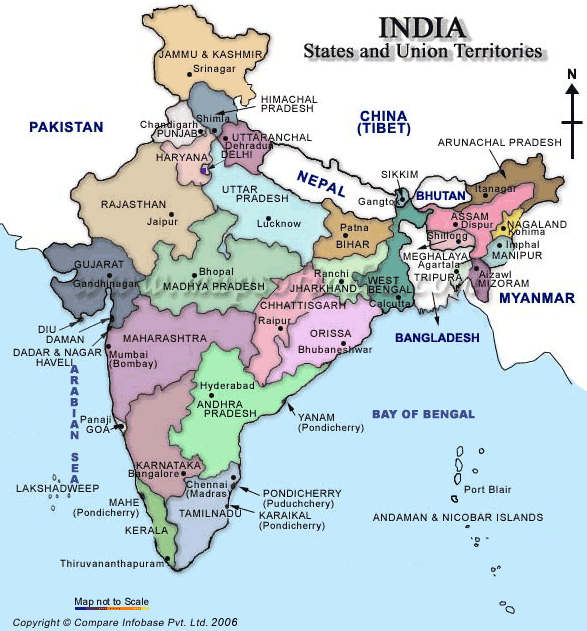 INDIA
States and Union Territories
N
JAMMU & KASHMIR
Srinagar
HIMACHAL
PRADESH
CHINA
(TIBET)
PAKISTAN
Chandigarh
Shimla
PUNJAB
UTTARANCHAL
Dehradun
HARYANA
DELHI
ARUNACHAL PRADESH
SIKKIM
NEPAL
BHUTAN
Itanagar
Gangtok
RAJASTHAN
Jaipur
UTTAR
PRADESH
Lucknow
Patna
BIHAR
ASSAM
Dispur
NAGALAND
Kohima
Shillong
Imphal
MANIPUR
MEGHALAYA
Agartala
TRIPURA
Aizawl
MIZORAM
GUJARAT
Gandhinagar
Bhopal
MADHYA PRADESH
Ranchi
JHARKHAND
WEST
BENGAL
Calcutta
MYANMAR
CHHATTISGARH
Raipur
DIU
DAMAN
DADAR & NAGAR
HAVELI
MAHARASHTRA
Mumbai
(Bombay)
ORISSA
Bhubaneshwar
BANGLADESH
Hyderabad
ANDHRA
PRADESH
YANAM
(Pondicherry)
BAY OF BENGAL
ARABIAN SEA
Panaji
GOA
KARNATAKA
Bangalore
Chennai
(Madras)
LAKSHADWEEP
MAHE
(Pondicherry)
PONDICHERRY
(Puduchchery)
KARAIKAL
(Pondicherry)
TAMILNADU
KERALA
Port Blair
ANDAMAN & NICOBAR ISLANDS
Thiruvananthapuram
Map not to Scale
Copyright © Compare Infobase Pvt. Ltd. 2006